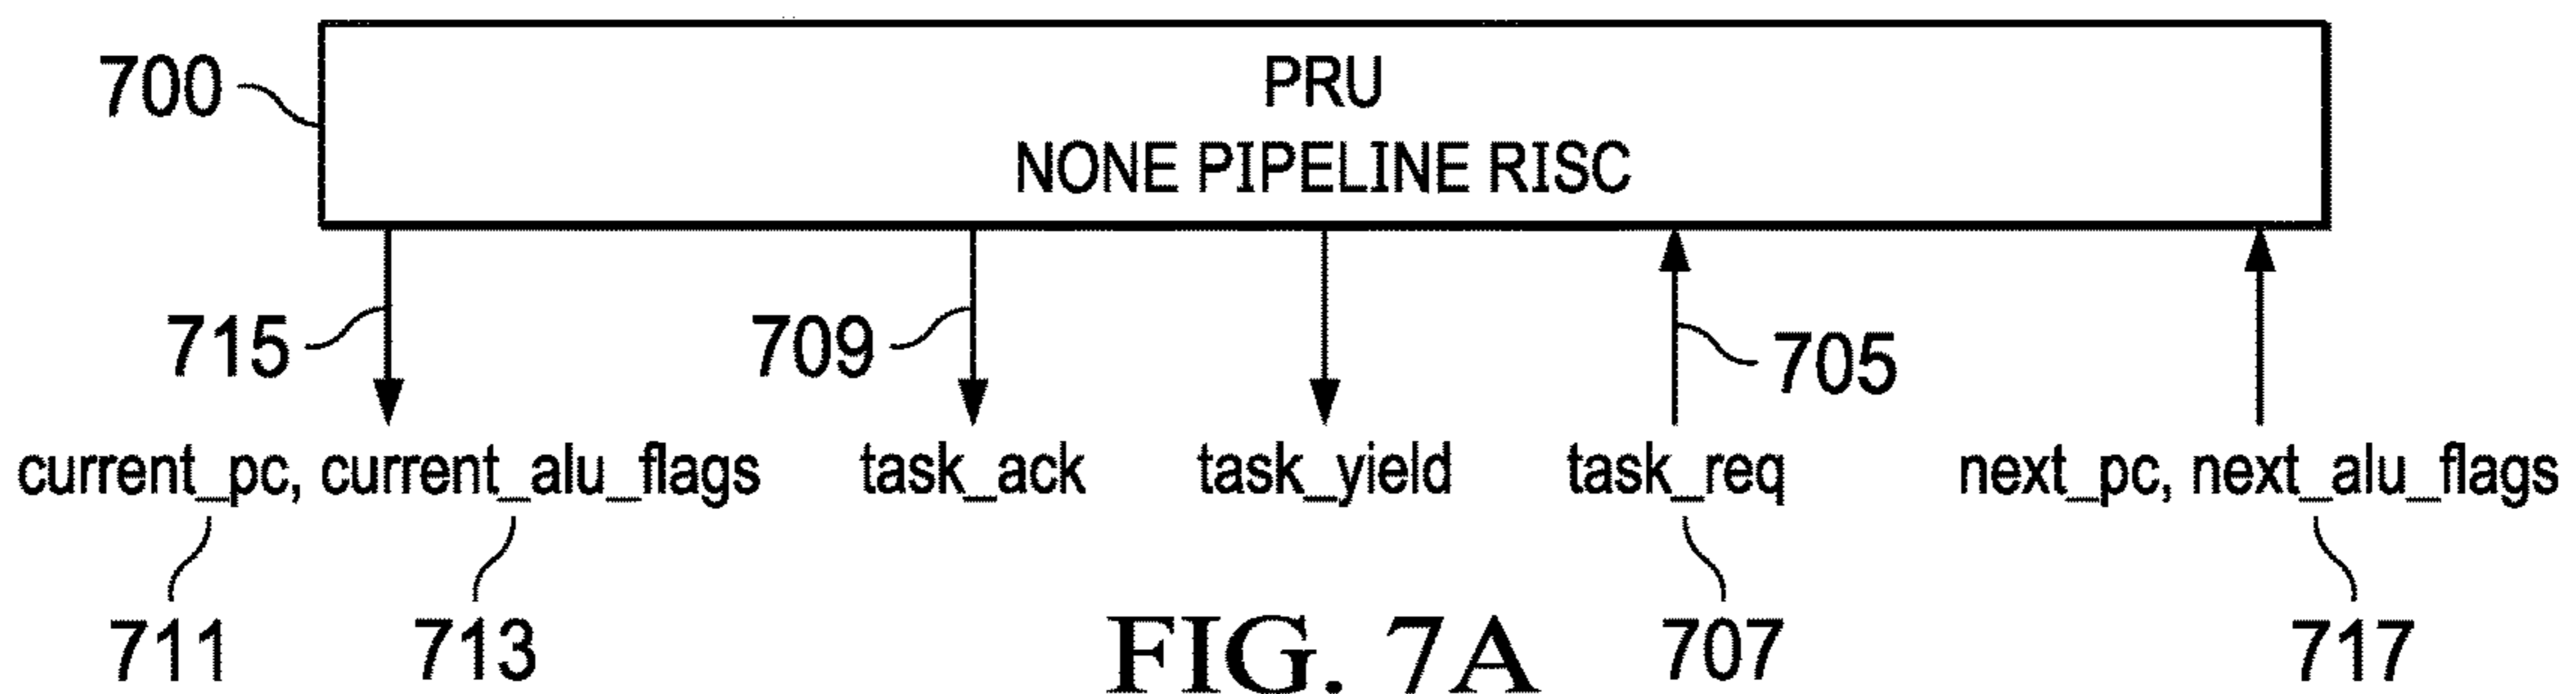 700
PRU
NONE PIPELINE RISC
715
709
705
current_pc, current_alu_flags
task_ack
task_yield
task_req
next_pc, next_alu_flags
711
713
707
717
FIG. 7A